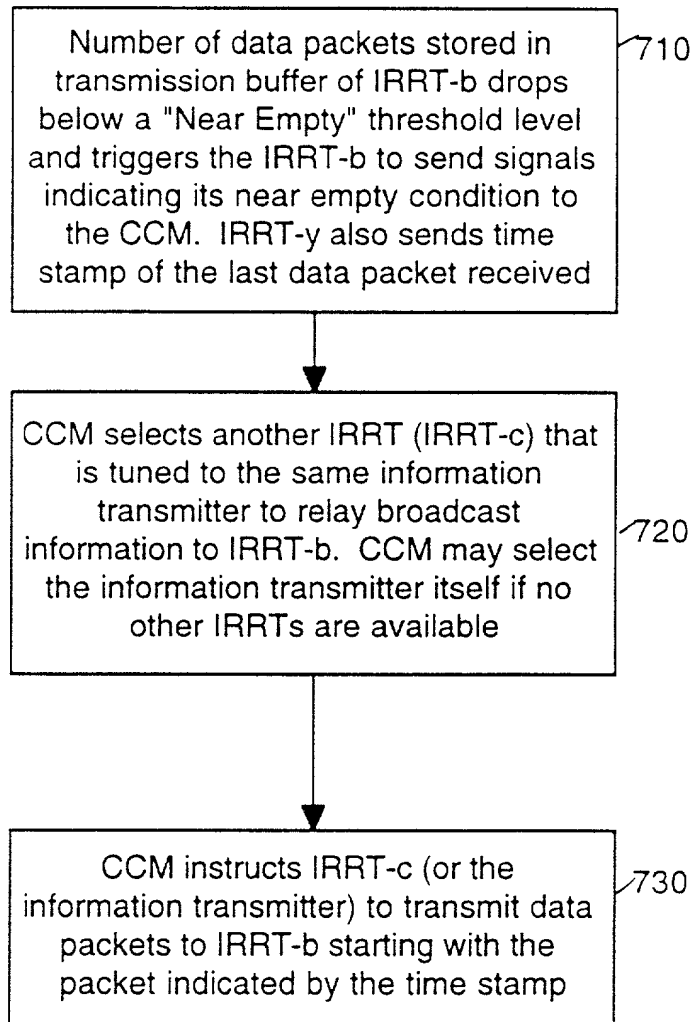 Number of data packets stored in
transmission buffer of IRRT-b drops
below a "Near Empty" threshold level
and triggers the IRRT-b to send signals
indicating its near empty condition to
the CCM. IRRT-y also sends time
stamp of the last data packet received
710
CCM selects another IRRT (IRRT-c) that
is tuned to the same information
transmitter to relay broadcast
information to IRRT-b. CCM may select
the information transmitter itself if no
other IRRTs are available
720
CCM instructs IRRT-c (or the
information transmitter) to transmit data
packets to IRRT-b starting with the
packet indicated by the time stamp
730